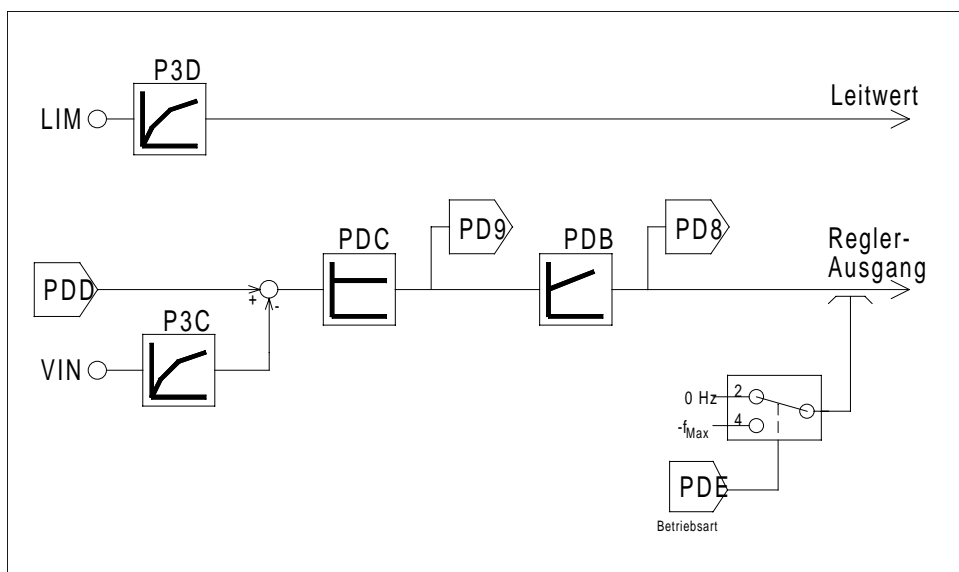 P3D
LIM
Leitwert
PDD
+
-
PDC
PD9
PDB
PD8
Regler-
Ausgang
P3C
VIN
0 Hz
2
-fMax
4
PDE
Betriebsart